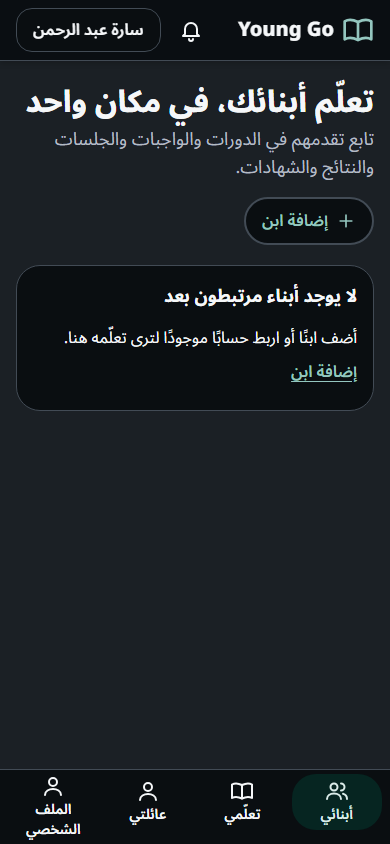 Young Go
سارة عبد الرحمن
تعلّم أبنائك، في مكان واحد
تابع تقدمهم في الدورات والواجبات والجلسات
والنتائج والشهادات.
إضافة ابن
لا يوجد أبناء مرتبطون بعد
أضف ابنًا أو اربط حسابًا موجودًا لترى تعلّمه هنا.
إضافة ابن
أبنائي
تعلّمي
عائلتي
الملف
الشخصي